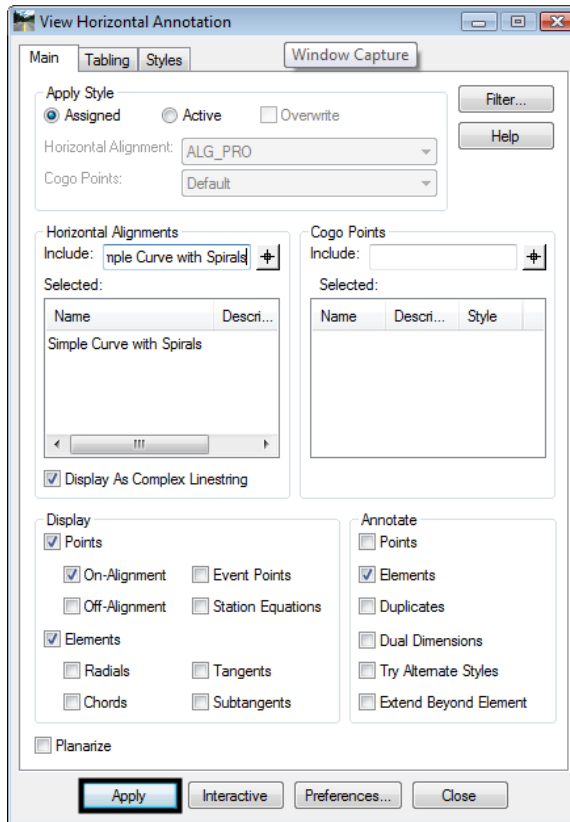 View Horizontal Annotation
Main Tabling Styles
Window Capture
Apply Style
Assigned Active Overwrite
Horizontal Alignment: ALG_PRO
Cogo Points: Default
Filter...
Help
Horizontal Alignments
Include: nple Curve with Spirals
Selected:
Name Descri...
Simple Curve with Spirals
Display As Complex Linestring
Cogo Points
Include:
Selected:
Name Descri... Style
Display
Points
On-Alignment Event Points
Off-Alignment Station Equations
Elements
Radials Tangents
Chords Subtangents
Annotate
Points
Elements
Duplicates
Dual Dimensions
Try Alternate Styles
Extend Beyond Element
Planarize
Apply Interactive Preferences... Close